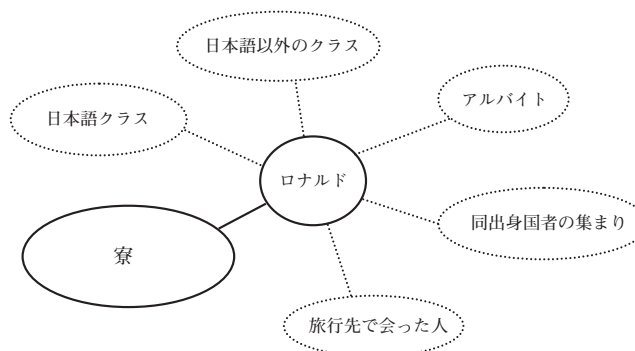 日本語以外のクラス
アルバイト
日本語クラス
ロナルド
同出身国者の集まり
寮
旅行先で会った人